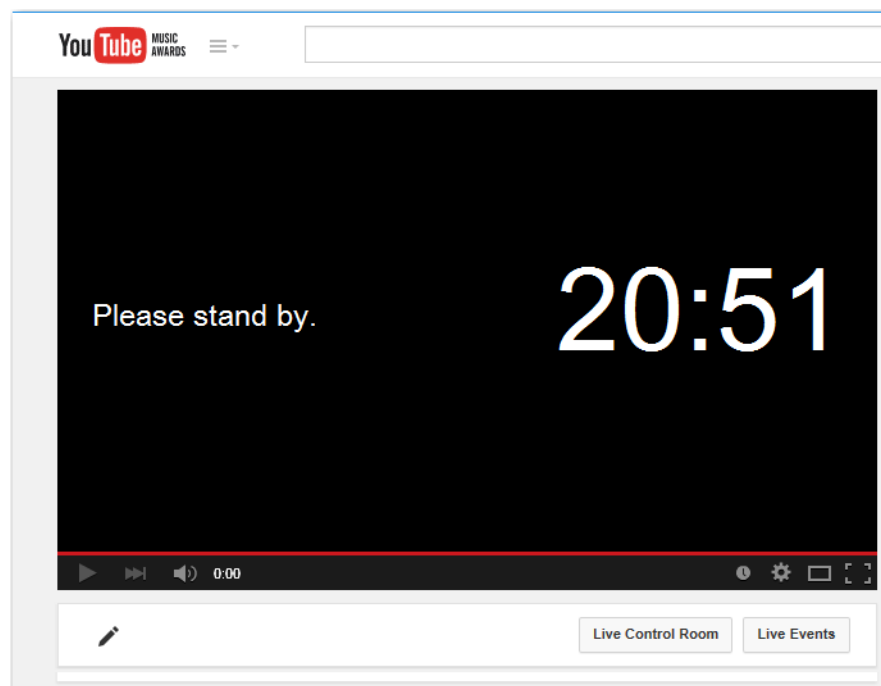 YouTube MUSIC
AWARDS
Please stand by.
20:51
0:00
Live Control Room
Live Events